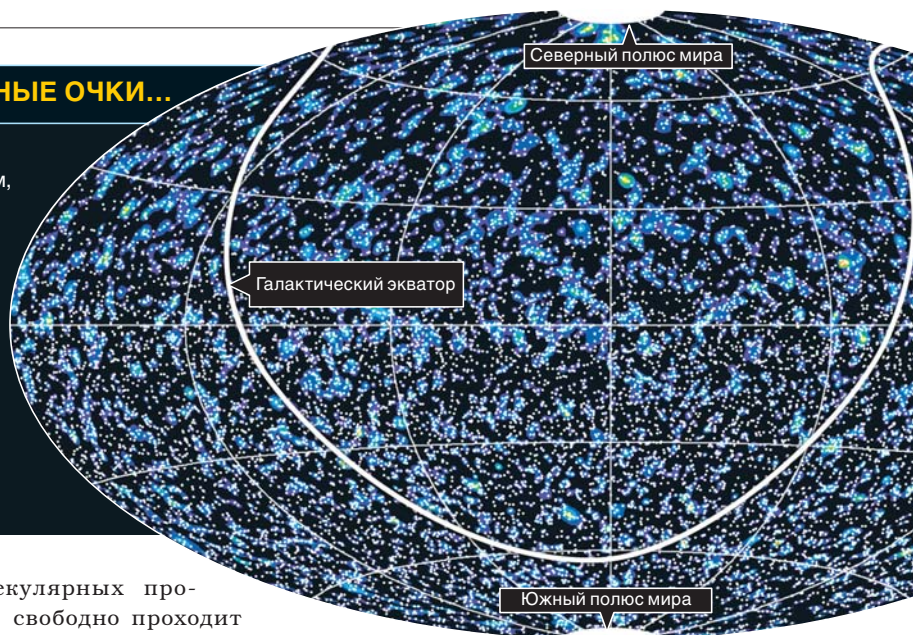 НЫЕ ОЧКИ...
м,
Северный полюс мира
Галактический экватор
Южный полюс мира
екулярных про-
свободно проходит